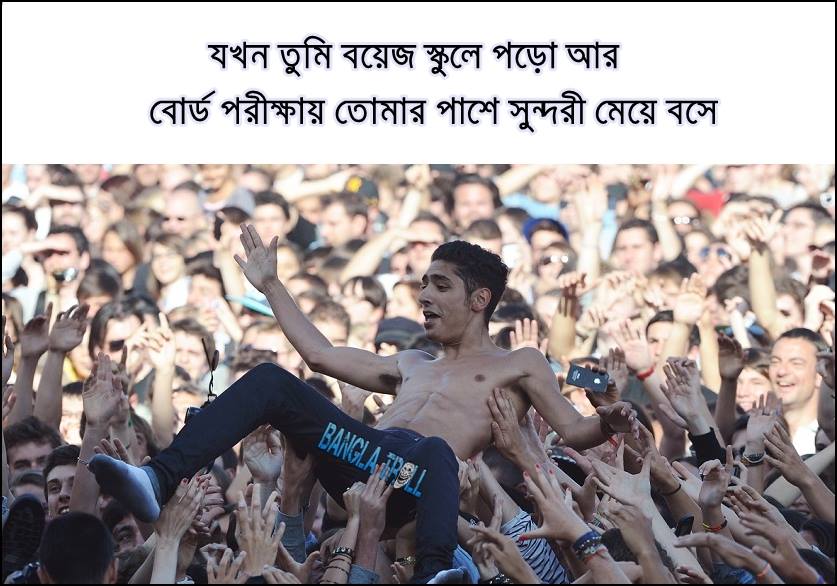 যখন তুমি বয়েজ স্কুলে পড়ো আর
বোর্ড পরীক্ষায় তোমার পাশে সুন্দরী মেয়ে বসে
BANGLA TROLL